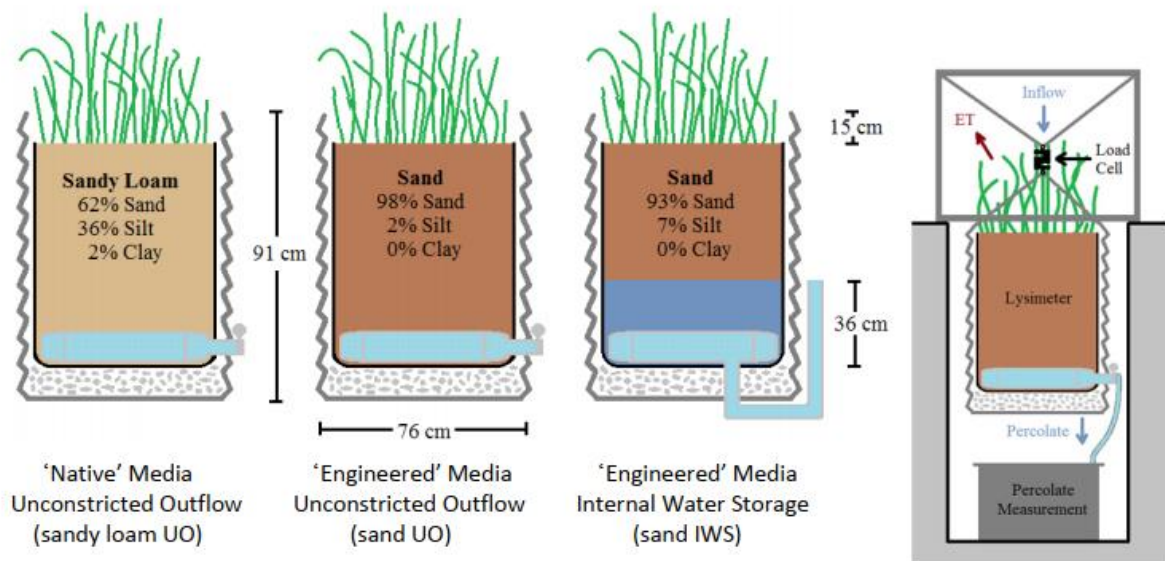 Sandy Loam
62% Sand
36% Silt
2% Clay
91 cm
Sand
98% Sand
2% Silt
0% Clay
76 cm
Sand
93% Sand
7% Silt
0% Clay
15 cm
36 cm
Inflow
ET
Load
Cell
Lysimeter
Percolate
Percolate
Measurement
‘Native’ Media
Unconstricted Outflow
(sandy loam UO)
‘Engineered’ Media
Unconstricted Outflow
(sand UO)
‘Engineered’ Media
Internal Water Storage
(sand IWS)